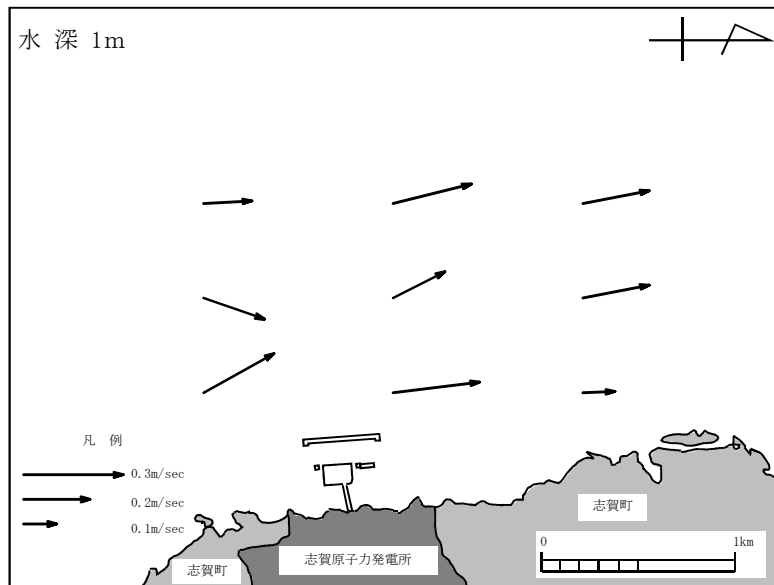 水 深 1m
凡 例
0.3m/sec
0.2m/sec
0.1m/sec
志賀町
志賀原子力発電所
志賀町
0 1km